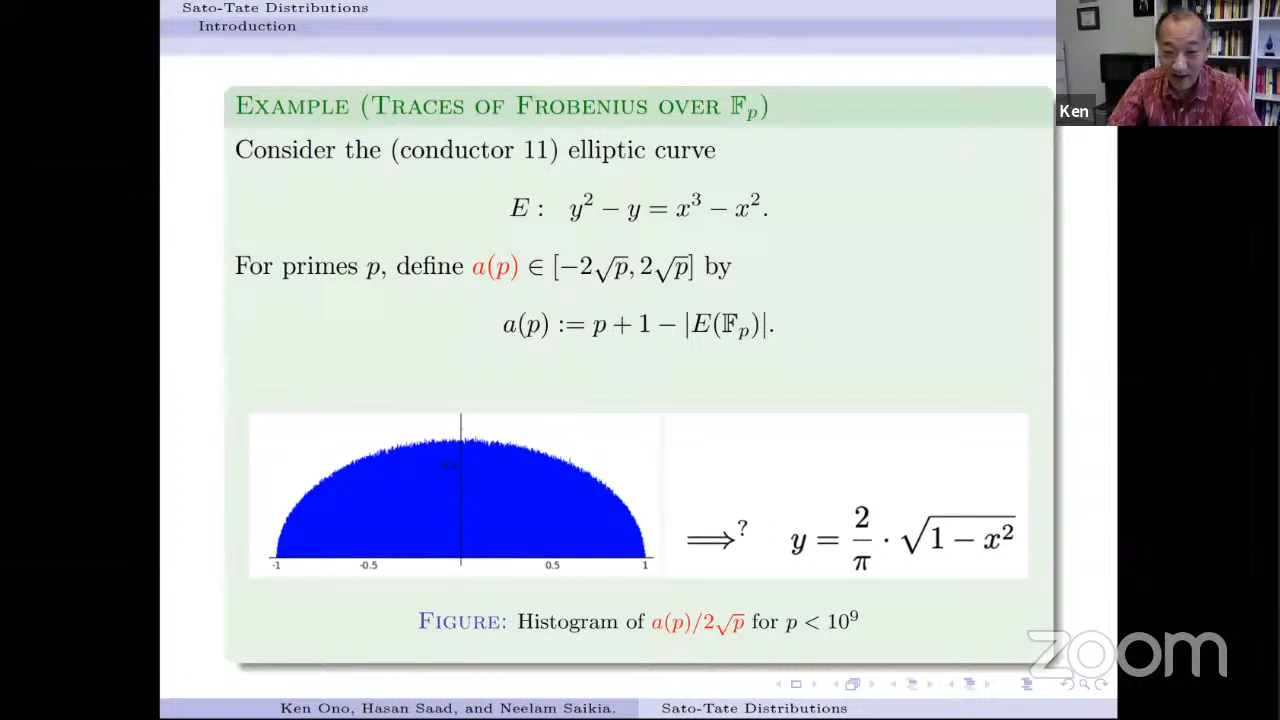 Sato-Tate Distributions
Introduction
Example (Traces of Frobenius over 𝔽ₚ)
Consider the (conductor 11) elliptic curve
E : y² − y = x³ − x².
For primes p, define a(p) ∈ [−2√p, 2√p] by
a(p) := p + 1 − |E(𝔽ₚ)|.
-1 -0.5 0.5 1
⟹? y = 2/π · √(1 − x²)
Figure: Histogram of a(p)/2√p for p < 10⁹
Ken Ono, Hasan Saad, and Neelam Saikia. Sato-Tate Distributions
Ken
zoom